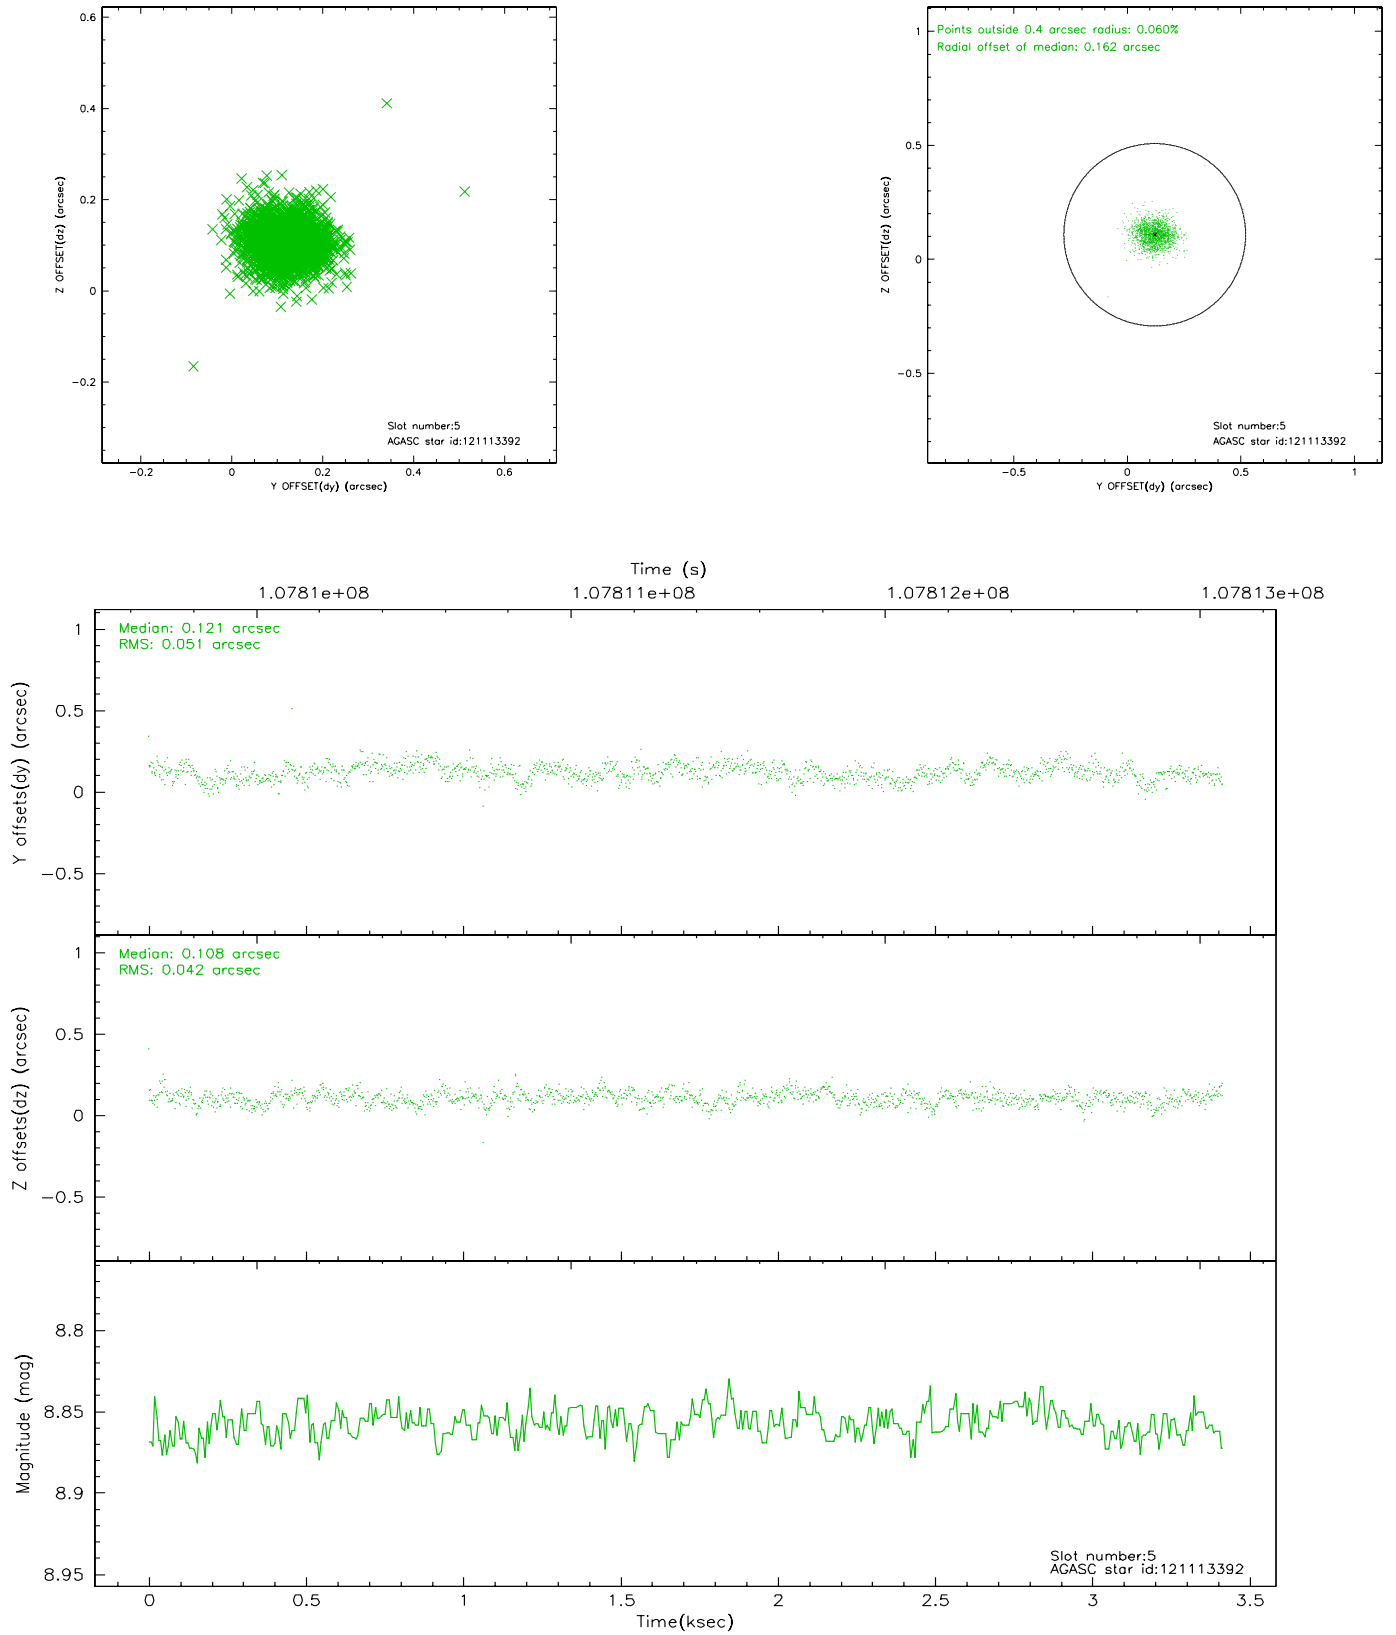 0.6
0.4
0.2
0
−0.2
Z OFFSET(dz) (arcsec)
Slot number:5
AGASC star id:121113392
−0.2 0 0.2 0.4 0.6
Y OFFSET(dy) (arcsec)
Points outside 0.4 arcsec radius: 0.060%
Radial offset of median: 0.162 arcsec
1
0.5
0
−0.5
Z OFFSET(dz) (arcsec)
Slot number:5
AGASC star id:121113392
−0.5 0 0.5 1
Y OFFSET(dy) (arcsec)
Time (s)
1.0781e+08 1.07811e+08 1.07812e+08 1.07813e+08
Median: 0.121 arcsec
RMS: 0.051 arcsec
1
0.5
0
−0.5
Y offsets(dy) (arcsec)
Median: 0.108 arcsec
RMS: 0.042 arcsec
1
0.5
0
−0.5
Z offsets(dz) (arcsec)
8.8
8.85
8.9
8.95
Magnitude (mag)
Slot number:5
AGASC star id:121113392
0 0.5 1 1.5 2 2.5 3 3.5
Time(ksec)